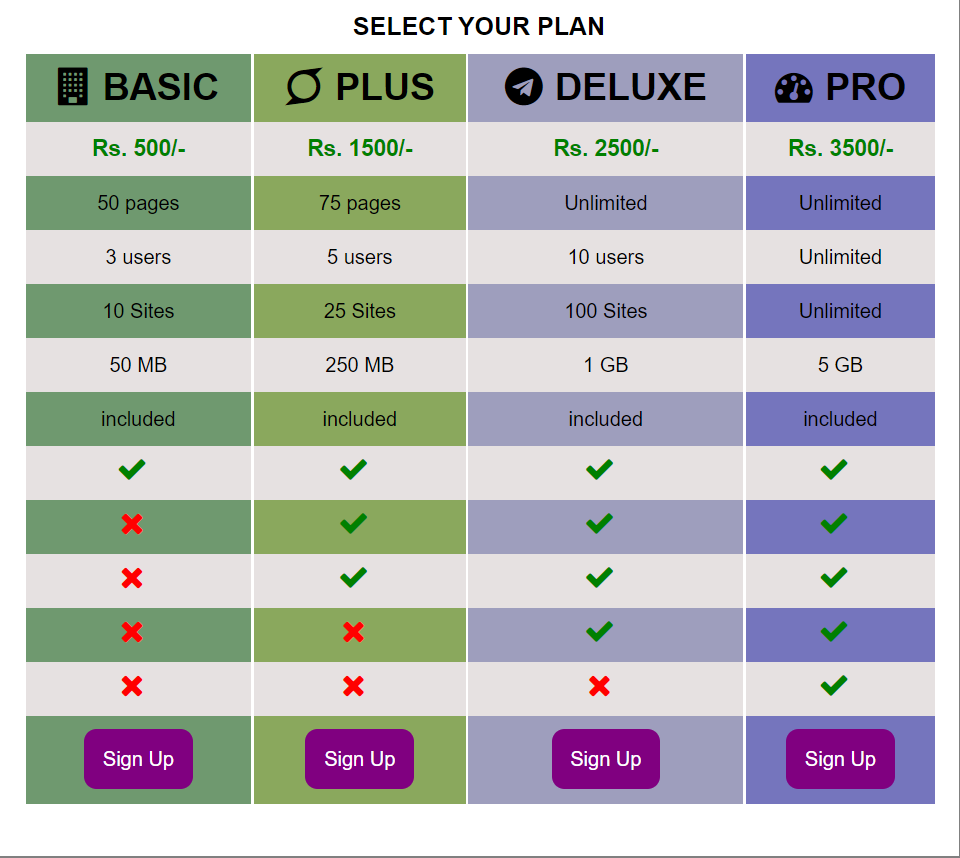 SELECT YOUR PLAN
BASIC PLUS DELUXE PRO
Rs. 500/- Rs. 1500/- Rs. 2500/- Rs. 3500/-
50 pages 75 pages Unlimited Unlimited
3 users 5 users 10 users Unlimited
10 Sites 25 Sites 100 Sites Unlimited
50 MB 250 MB 1 GB 5 GB
included included included included
Sign Up Sign Up Sign Up Sign Up